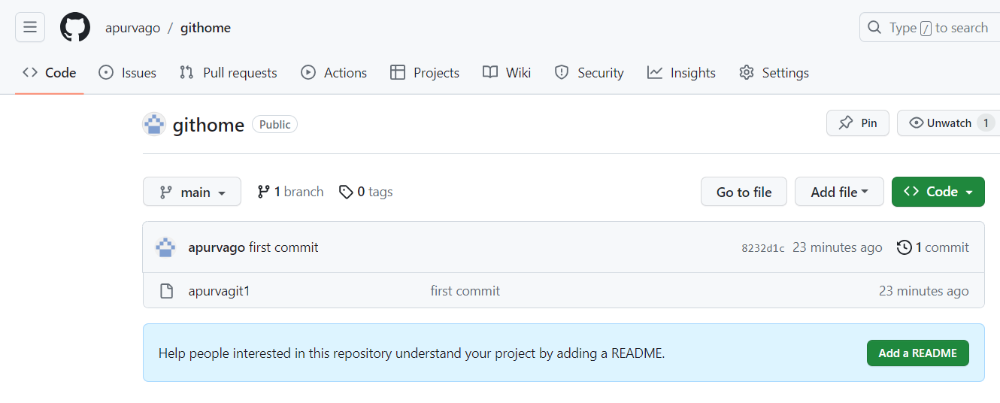 apurvago / githome
Type / to search
Code Issues Pull requests Actions Projects Wiki Security Insights Settings
githome Public Pin Unwatch 1
main 1 branch 0 tags Go to file Add file Code
apurvago first commit 8232d1c 23 minutes ago 1 commit
apurvagit1 first commit 23 minutes ago
Help people interested in this repository understand your project by adding a README. Add a README